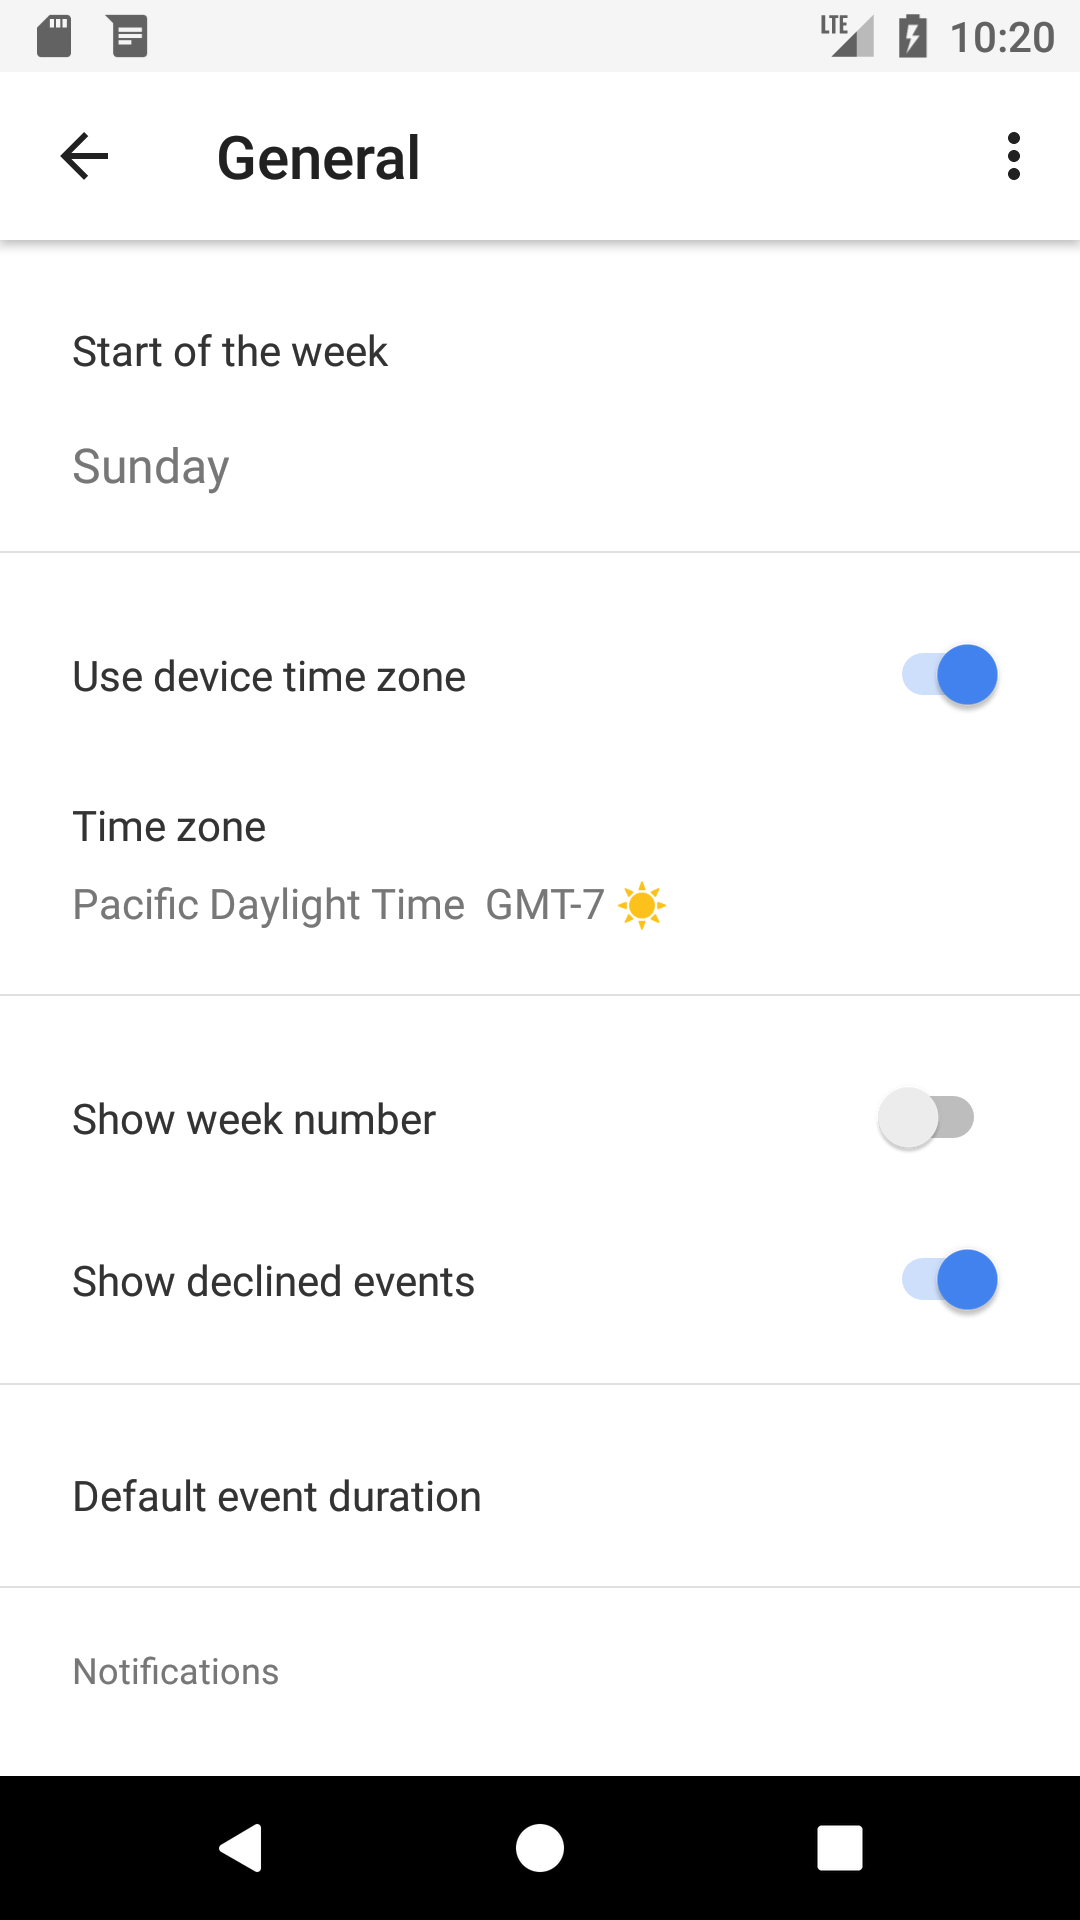 LTE 10:20
General
Start of the week
Sunday
Use device time zone
Time zone
Pacific Daylight Time  GMT-7
Show week number
Show declined events
Default event duration
Notifications